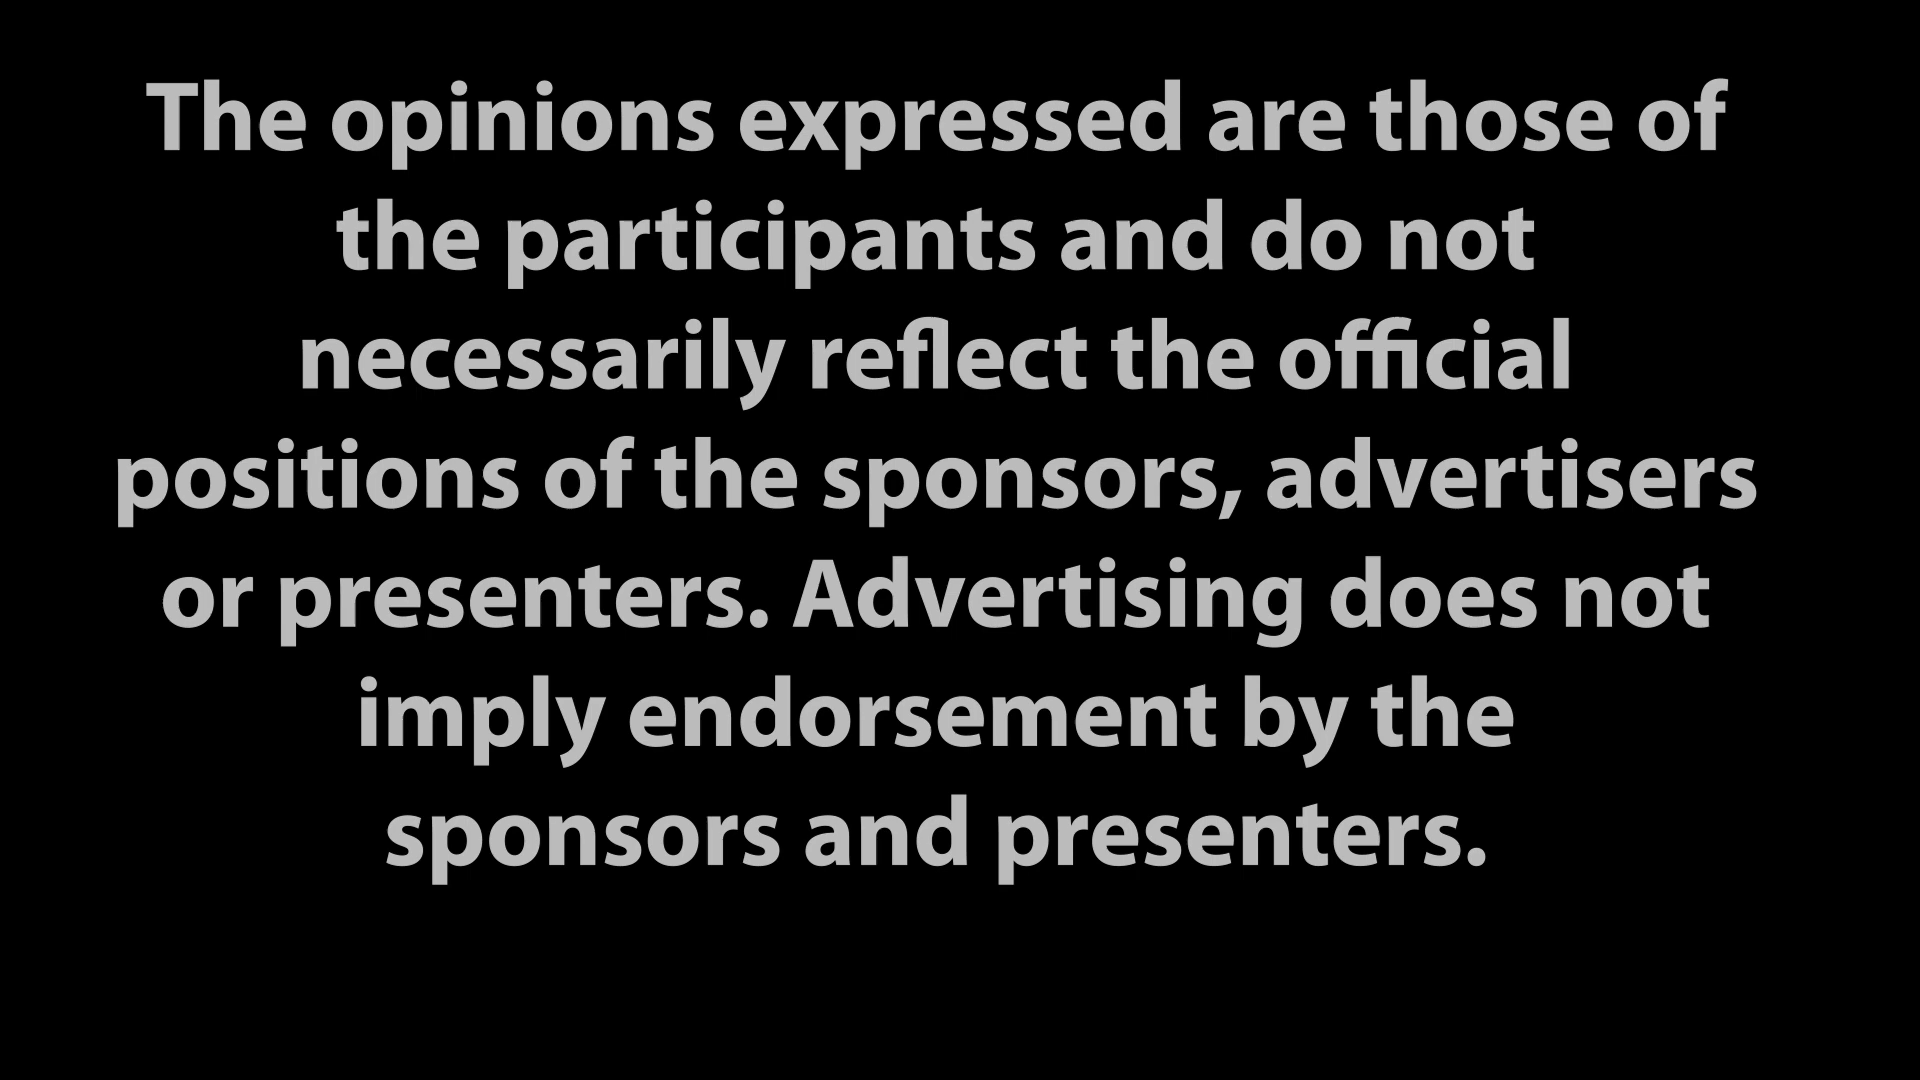 The opinions expressed are those of
the participants and do not
necessarily reflect the official
positions of the sponsors, advertisers
or presenters. Advertising does not
imply endorsement by the
sponsors and presenters.